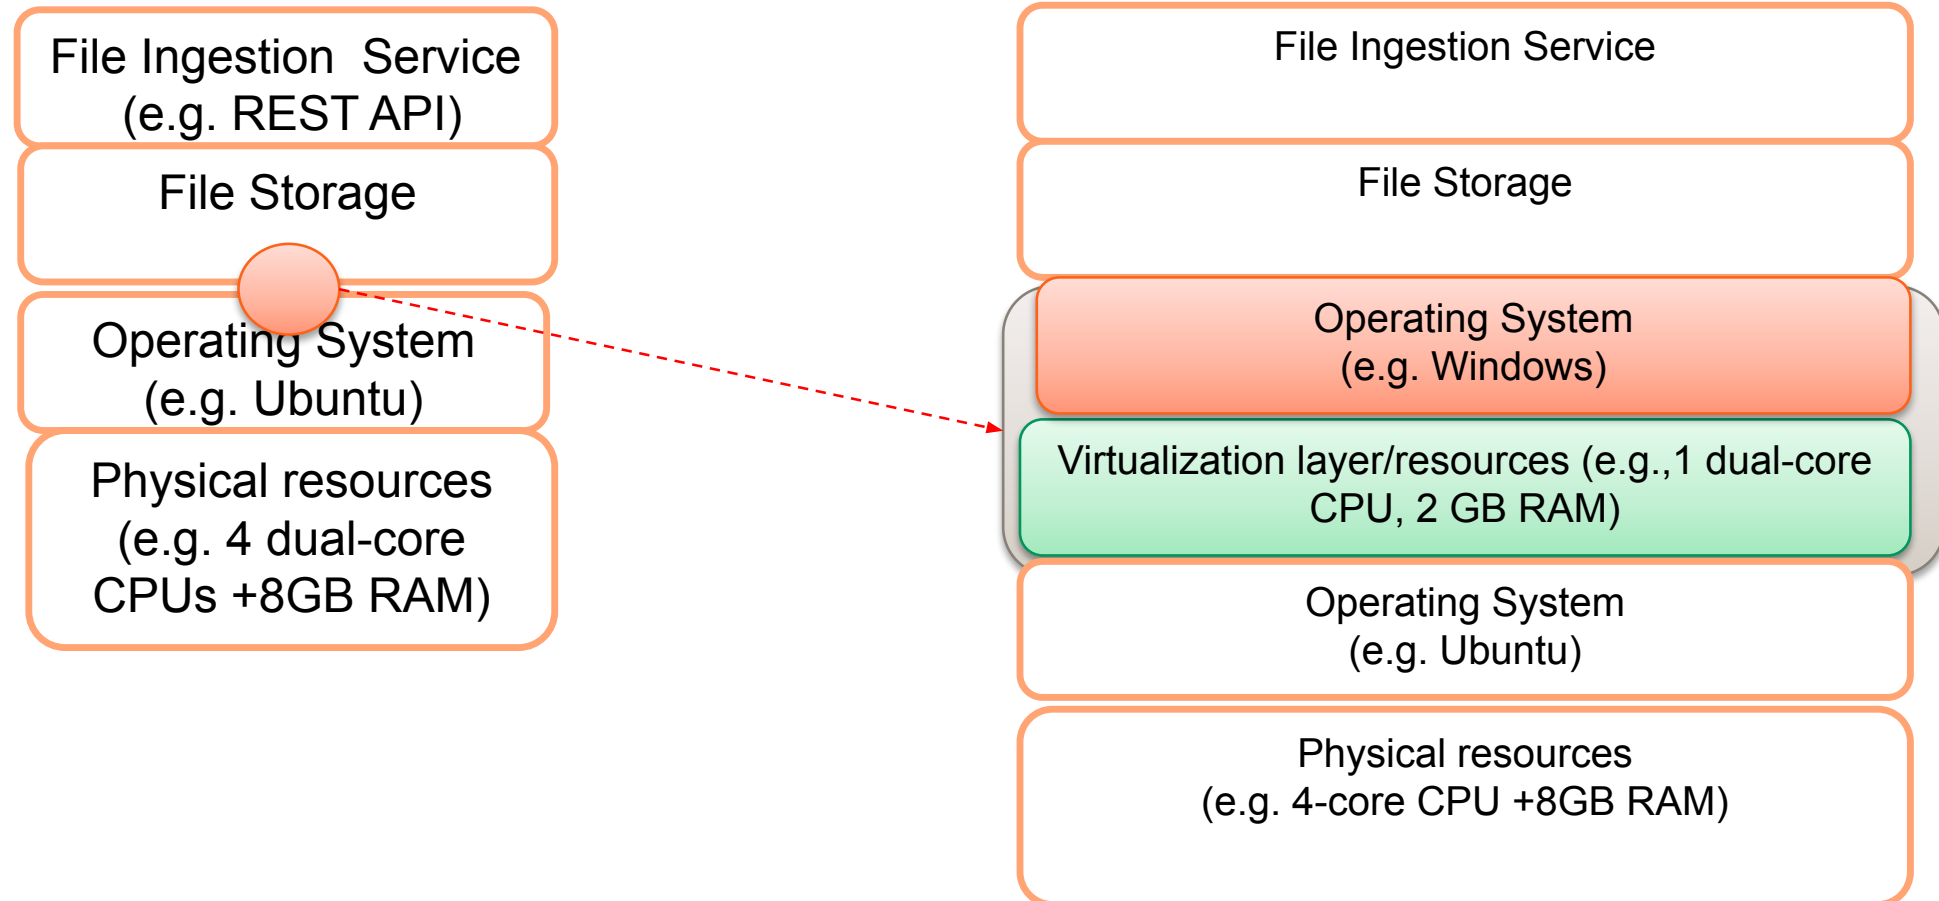 File Ingestion  Service
(e.g. REST API)
File Storage
Operating System
(e.g. Ubuntu)
Physical resources
(e.g. 4 dual-core
CPUs +8GB RAM)
File Ingestion Service
File Storage
Operating System
(e.g. Windows)
Virtualization layer/resources (e.g.,1 dual-core
CPU, 2 GB RAM)
Operating System
(e.g. Ubuntu)
Physical resources
(e.g. 4-core CPU +8GB RAM)